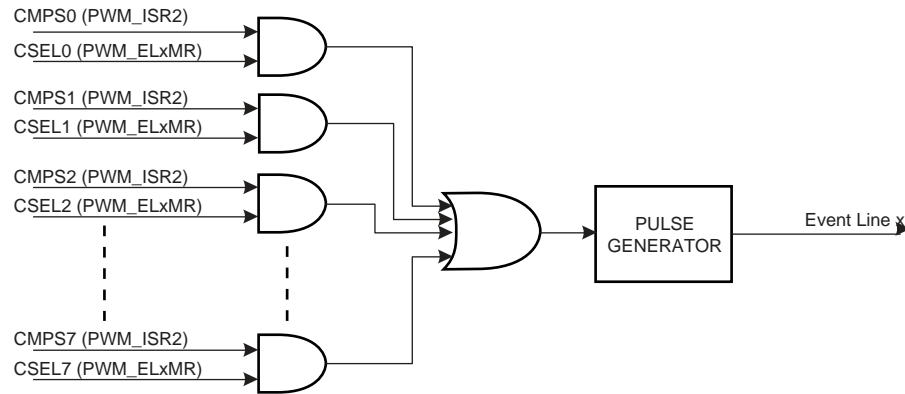 CMPS0 (PWM_ISR2)
CSEL0 (PWM_ELxMR)
CMPS1 (PWM_ISR2)
CSEL1 (PWM_ELxMR)
CMPS2 (PWM_ISR2)
CSEL2 (PWM_ELxMR)
CMPS7 (PWM_ISR2)
CSEL7 (PWM_ELxMR)
PULSE
GENERATOR
Event Line x